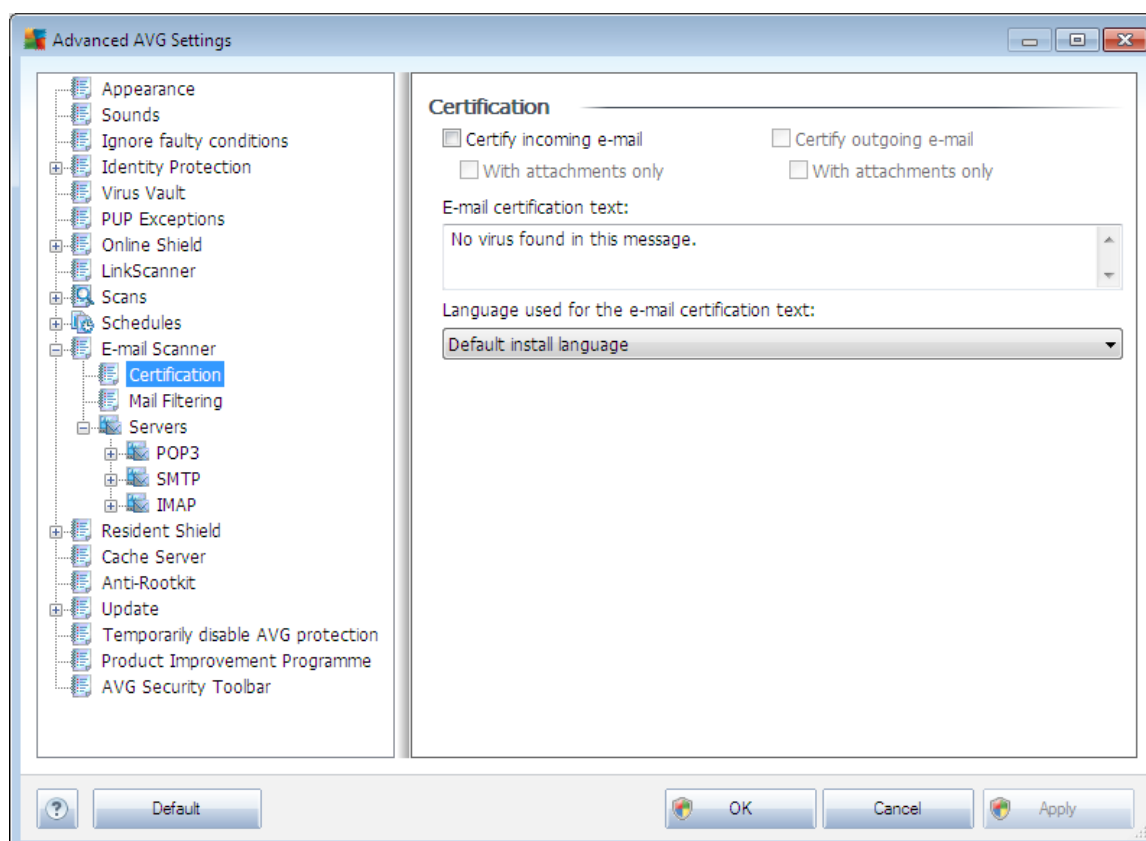 Advanced AVG Settings
Appearance
Sounds
Ignore faulty conditions
Identity Protection
Virus Vault
PUP Exceptions
Online Shield
LinkScanner
Scans
Schedules
E-mail Scanner
Certification
Mail Filtering
Servers
POP3
SMTP
IMAP
Resident Shield
Cache Server
Anti-Rootkit
Update
Temporarily disable AVG protection
Product Improvement Programme
AVG Security Toolbar
Certification
Certify incoming e-mail Certify outgoing e-mail
With attachments only With attachments only
E-mail certification text:
No virus found in this message.
Language used for the e-mail certification text:
Default install language
? Default OK Cancel Apply